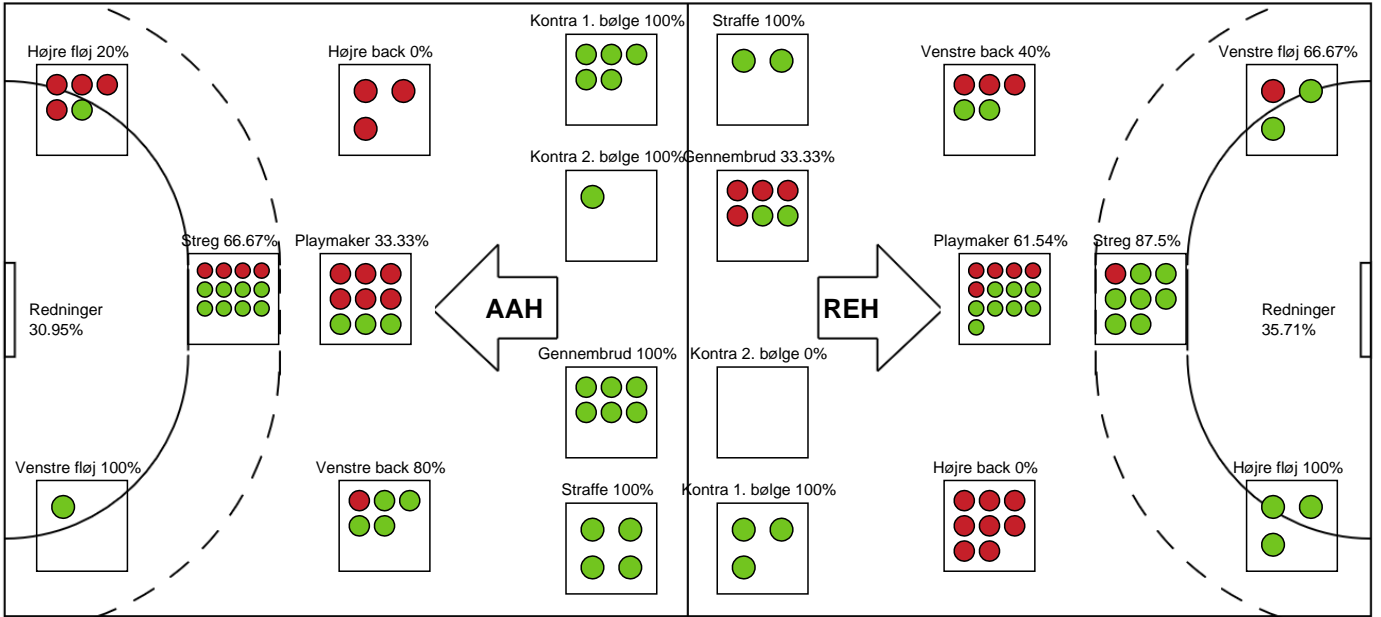 Kontra 1. bølge 100%
Straffe 100%
Højre fløj 20%
Højre back 0%
Venstre back 40%
Venstre fløj 66.67%
Kontra 2. bølge 100%
Gennembrud 33.33%
Streg 66.67%
Playmaker 33.33%
Playmaker 61.54%
Streg 87.5%
Redninger
30.95%
AAH
REH
Redninger
35.71%
Gennembrud 100%
Kontra 2. bølge 0%
Venstre fløj 100%
Venstre back 80%
Højre back 0%
Højre fløj 100%
Straffe 100%
Kontra 1. bølge 100%